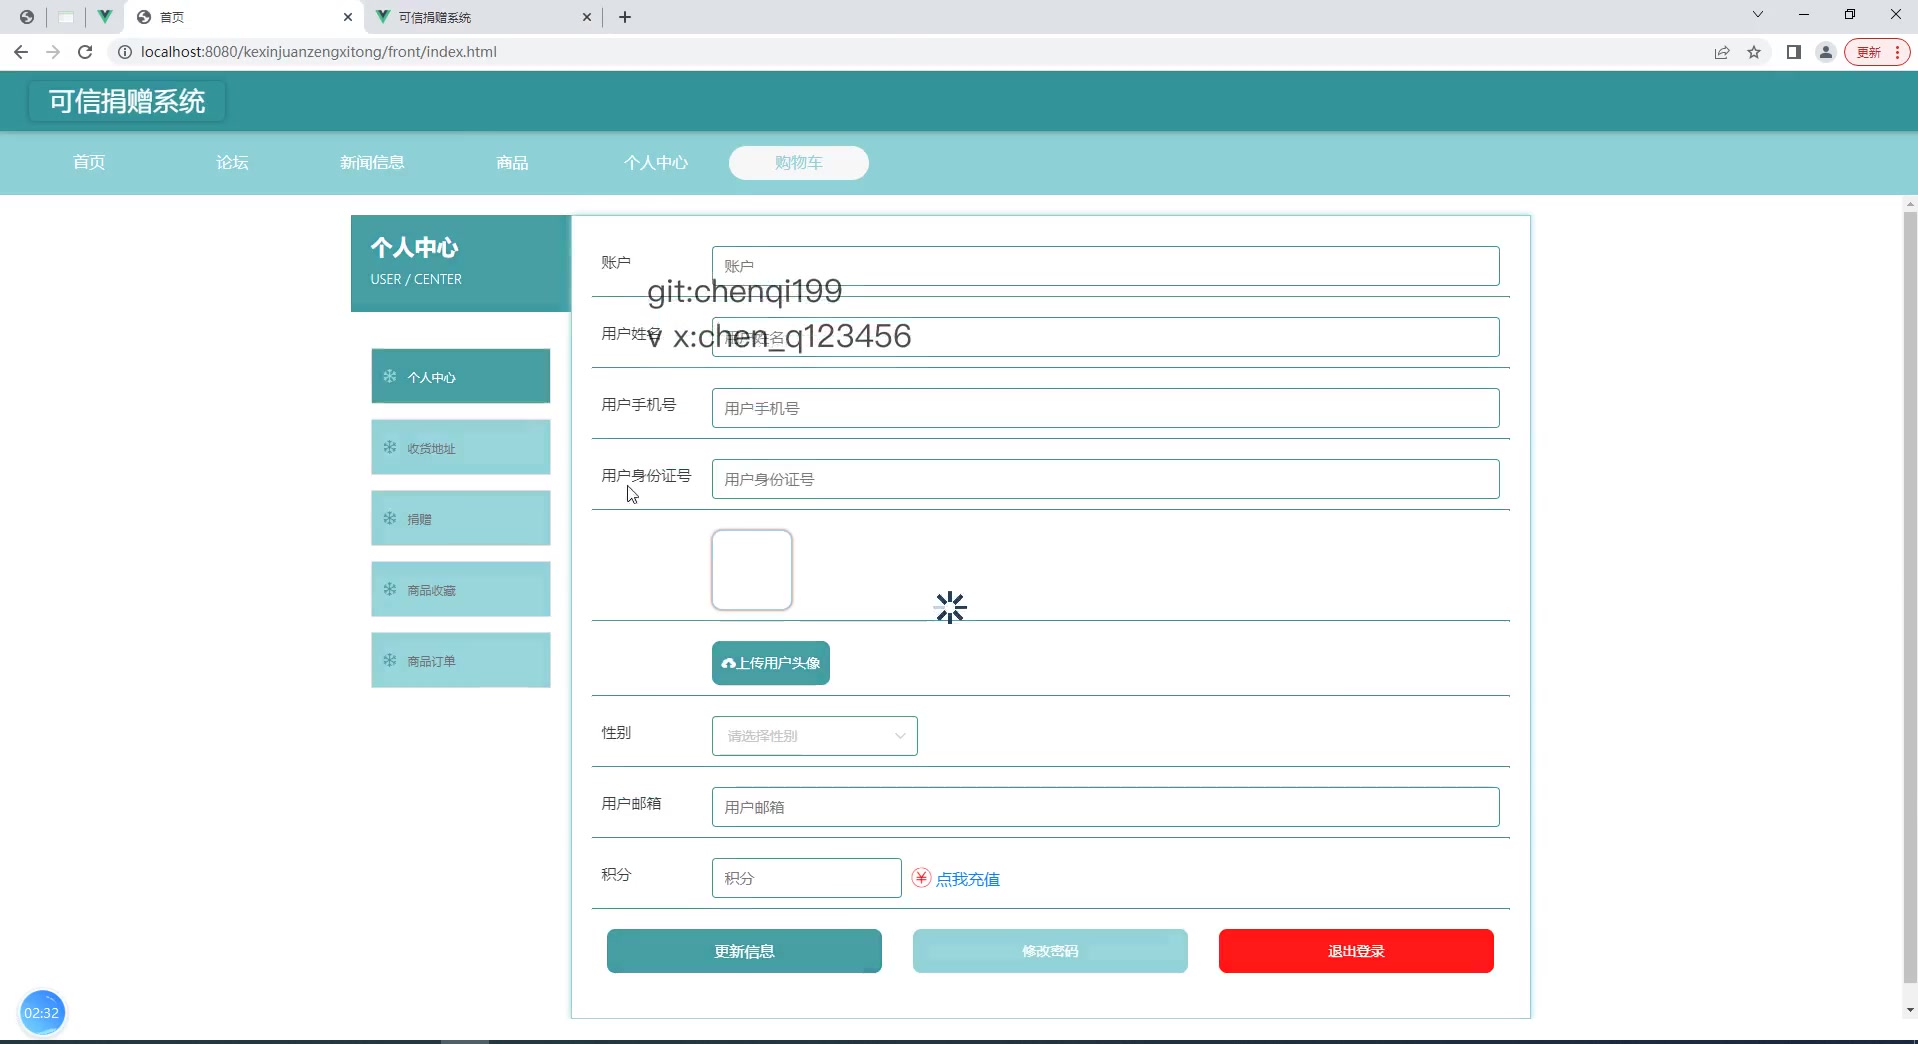 首页
可信捐赠系统
localhost:8080/kexinjuanzengxitong/front/index.html
更新
可信捐赠系统
首页
论坛
新闻信息
商品
个人中心
购物车
个人中心
USER / CENTER
个人中心
收货地址
捐赠
商品收藏
商品订单
账户
账户
git:chenqi199
用户姓名
用户姓名
v x:chen_q123456
用户手机号
用户手机号
用户身份证号
用户身份证号
上传用户头像
性别
请选择性别
用户邮箱
用户邮箱
积分
积分
点我充值
更新信息
修改密码
退出登录
02:32